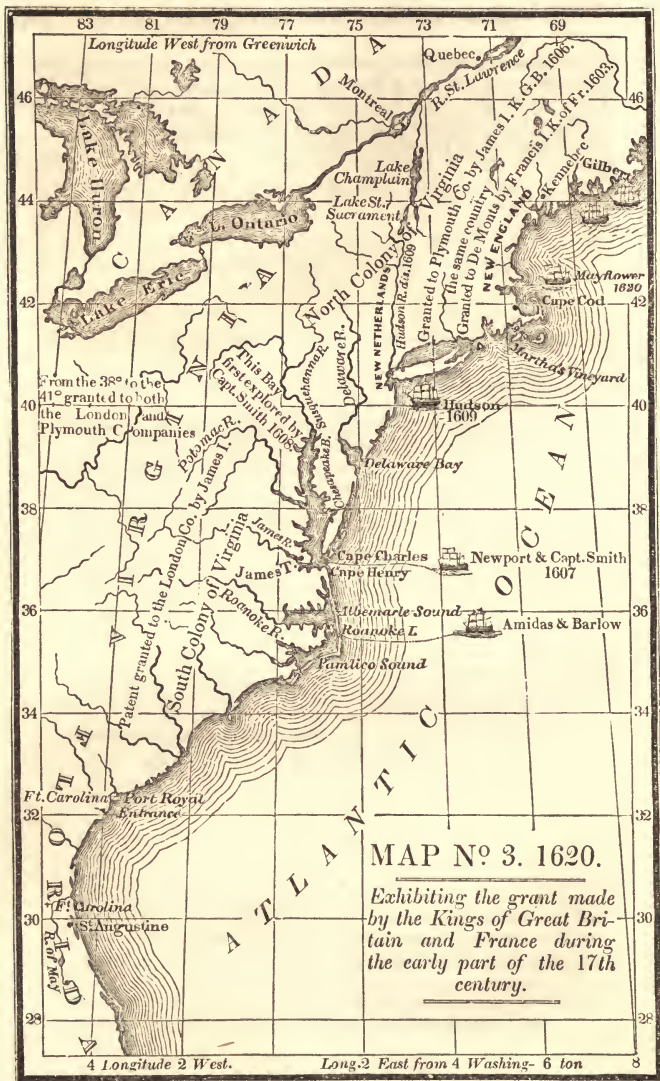 83 81 79 77 75 73 71 69
Longitude West from Greenwich
CANADA
Quebec
R. St. Lawrence
Montreal
46
46
Lake Huron
Lake
Champlain
Lake St.
Sacrament
L. Ontario
44
44
Lake Erie
42
42
North Colony of Virginia
Hudson R. dis. 1609
NEW NETHERLANDS
Granted to Plymouth Co. by James I. K. G. B. 1606.
the same country
Granted to De Monts by Francis I. K. of Fr. 1603.
NEW ENGLAND
Kennebec
Gilbert
Mayflower
1620
Cape Cod
Martha's Vineyard
From the 38° to the
41° granted to both
the London and
Plymouth Companies
This Bay
first explored by
Capt. Smith 1608.
Susquehannah R.
Delaware R.
40
40
Hudson
1609
Potomac R.
Chesapeake B.
Delaware Bay
VIRGINIA
38
38
Patent granted to the London Co. by James I.
South Colony of Virginia
James R.
James T.
Cape Charles
Cape Henry
Newport & Capt. Smith
1607
36
36
Roanoke R.
Albemarle Sound
Roanoke I.
Amidas & Barlow
Pamlico Sound
34
34
ATLANTIC OCEAN
FLORIDA
Ft. Carolina
Port Royal
Entrance
32
32
Ft. Carolina
St. Angustine
R. of May
30
30
28
28
MAP No. 3. 1620.
Exhibiting the grant made
by the Kings of Great Bri-
tain and France during
the early part of the 17th
century.
4 Longitude 2 West. Long. 2 East from 4 Washing- 6 ton 8